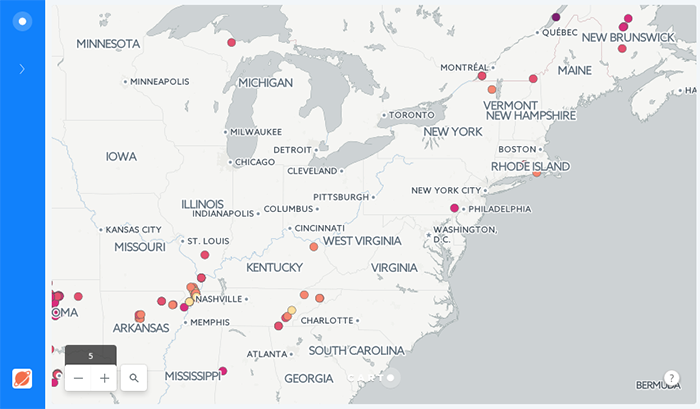 QUÉBEC
NEW BRUNSWICK
MINNESOTA
MONTRÉAL
MAINE
MINNEAPOLIS
MICHIGAN
HA
VERMONT
TORONTO
NEW HAMPSHIRE
MILWAUKEE
NEW YORK
DETROIT
BOSTON
IOWA
CHICAGO
CLEVELAND
RHODE ISLAND
NEW YORK CITY
PITTSBURGH
ILLINOIS
INDIANAPOLIS
COLUMBUS
PHILADELPHIA
KANSAS CITY
CINCINNATI
WASHINGTON,
D.C.
MISSOURI
ST. LOUIS
WEST VIRGINIA
KENTUCKY
VIRGINIA
NASHVILLE
OMA
ARKANSAS
MEMPHIS
CHARLOTTE
5
ATLANTA
SOUTH CAROLINA
MISSISSIPPI
GEORGIA
CART
?
BERMUDA